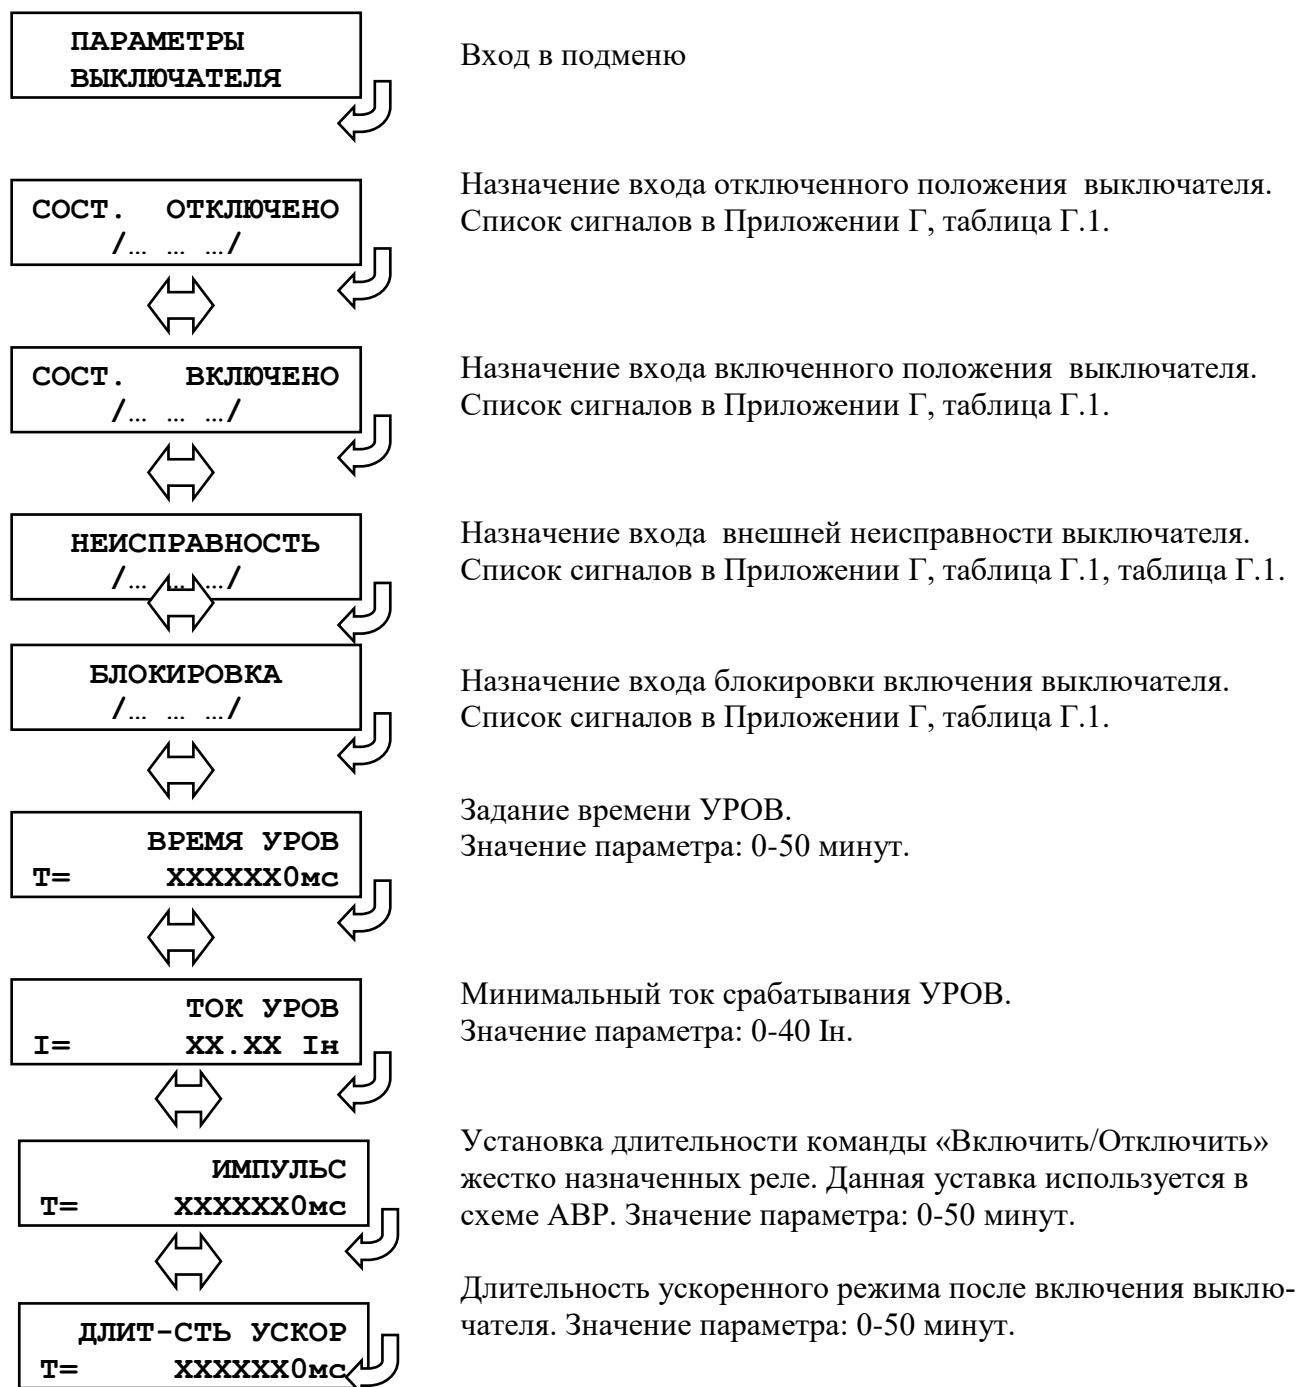 ПАРАМЕТРЫ
ВЫКЛЮЧАТЕЛЯ
Вход в подменю
СОСТ. ОТКЛЮЧЕНО
/… … …/
Назначение входа отключенного положения выключателя.
Список сигналов в Приложении Г, таблица Г.1.
СОСТ. ВКЛЮЧЕНО
/… … …/
Назначение входа включенного положения выключателя.
Список сигналов в Приложении Г, таблица Г.1.
НЕИСПРАВНОСТЬ
/… … …/
Назначение входа внешней неисправности выключателя.
Список сигналов в Приложении Г, таблица Г.1, таблица Г.1.
БЛОКИРОВКА
/… … …/
Назначение входа блокировки включения выключателя.
Список сигналов в Приложении Г, таблица Г.1.
ВРЕМЯ УРОВ
Т= ХХХХХХ0мс
Задание времени УРОВ.
Значение параметра: 0-50 минут.
ТОК УРОВ
I= ХХ.ХХ Iн
Минимальный ток срабатывания УРОВ.
Значение параметра: 0-40 Iн.
ИМПУЛЬС
Т= ХХХХХХ0мс
Установка длительности команды «Включить/Отключить»
жестко назначенных реле. Данная уставка используется в
схеме АВР. Значение параметра: 0-50 минут.
ДЛИТ-СТЬ УСКОР
Т= ХХХХХХ0мс
Длительность ускоренного режима после включения выклю-
чателя. Значение параметра: 0-50 минут.